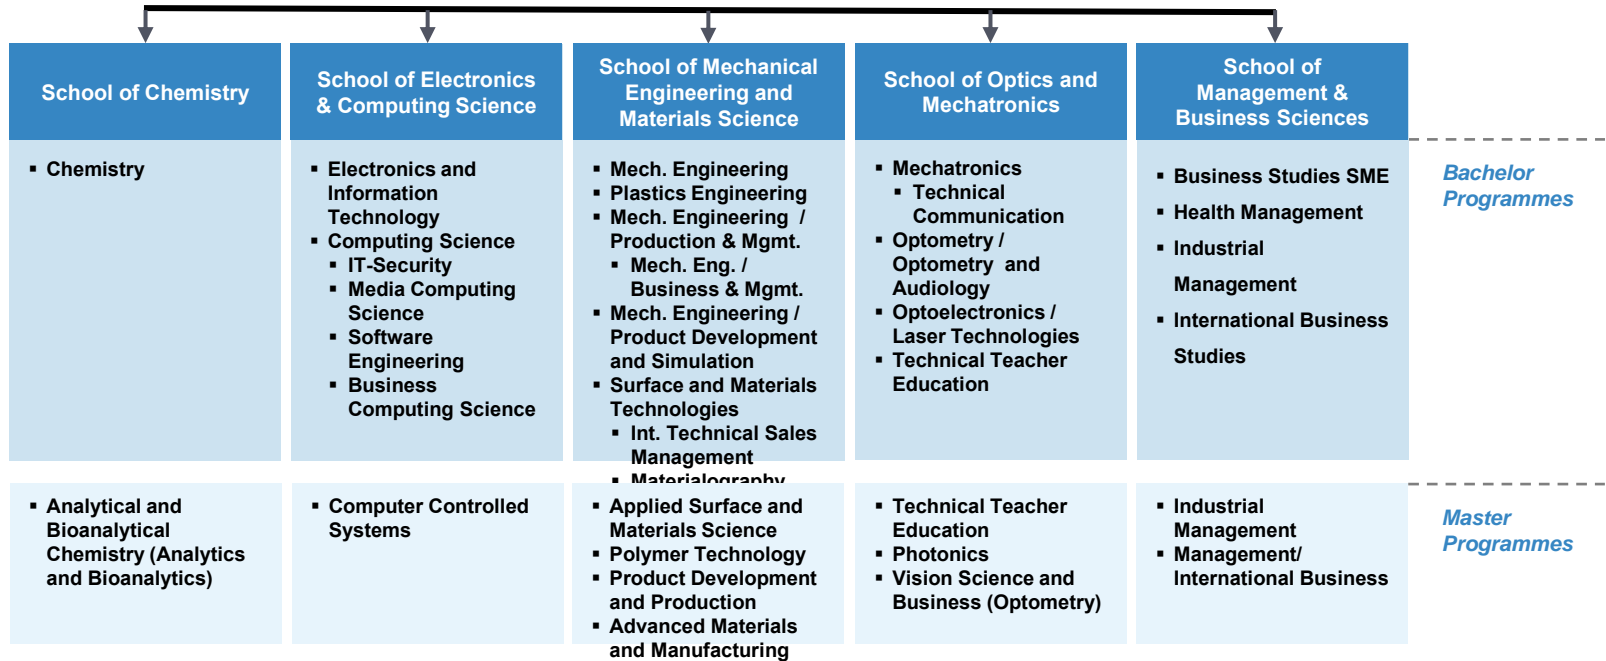 School of Chemistry
School of Electronics
& Computing Science
School of Mechanical
Engineering and
Materials Science
School of Optics and
Mechatronics
School of
Management &
Business Sciences
▪ Chemistry
▪ Electronics and
Information
Technology
▪ Computing Science
▪ IT-Security
▪ Media Computing
Science
▪ Software
Engineering
▪ Business
Computing Science
▪ Mech. Engineering
▪ Plastics Engineering
▪ Mech. Engineering /
Production & Mgmt.
▪ Mech. Eng. /
Business & Mgmt.
▪ Mech. Engineering /
Product Development
and Simulation
▪ Surface and Materials
Technologies
▪ Int. Technical Sales
Management
▪ Materialography
▪ Mechatronics
▪ Technical
Communication
▪ Optometry /
Optometry and
Audiology
▪ Optoelectronics /
Laser Technologies
▪ Technical Teacher
Education
▪ Business Studies SME
▪ Health Management
▪ Industrial
Management
▪ International Business
Studies
Bachelor
Programmes
▪ Analytical and
Bioanalytical
Chemistry (Analytics
and Bioanalytics)
▪ Computer Controlled
Systems
▪ Applied Surface and
Materials Science
▪ Polymer Technology
▪ Product Development
and Production
▪ Advanced Materials
and Manufacturing
▪ Technical Teacher
Education
▪ Photonics
▪ Vision Science and
Business (Optometry)
▪ Industrial
Management
▪ Management/
International Business
Master
Programmes